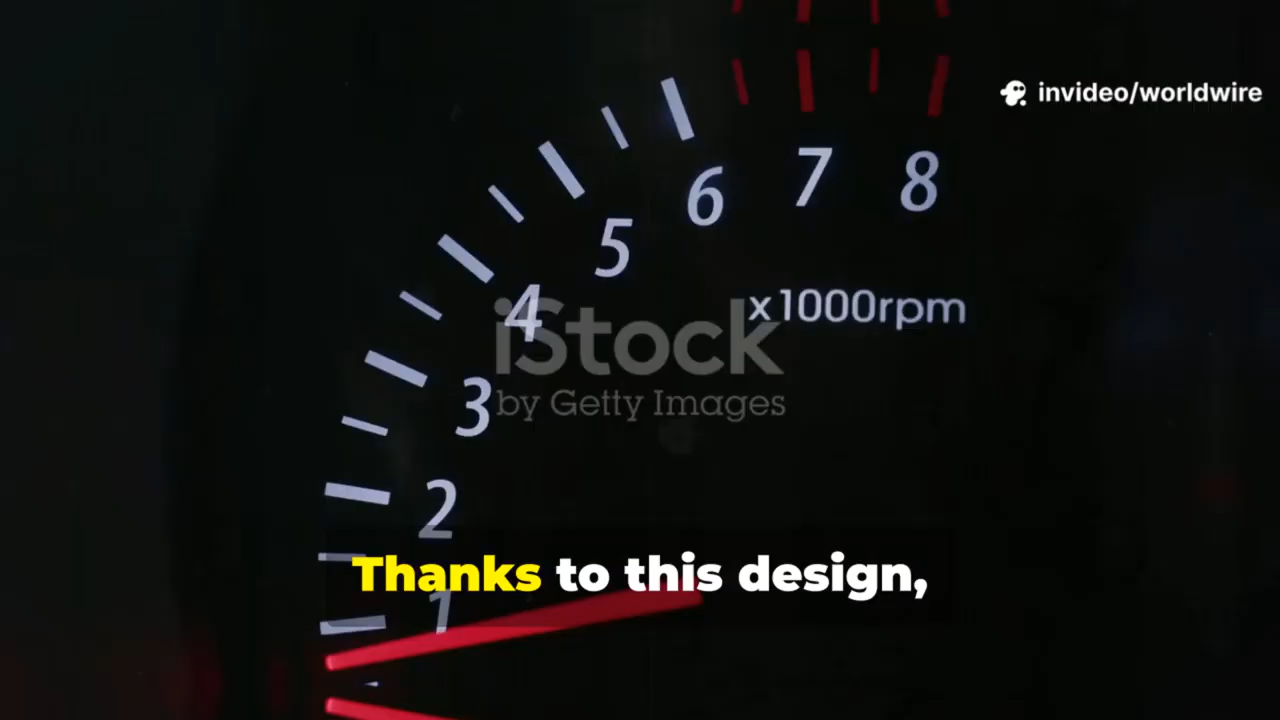 invideo/worldwire
6 7 8
5
x1000rpm
4
iStock
by Getty Images
3
2
Thanks to this design,
1